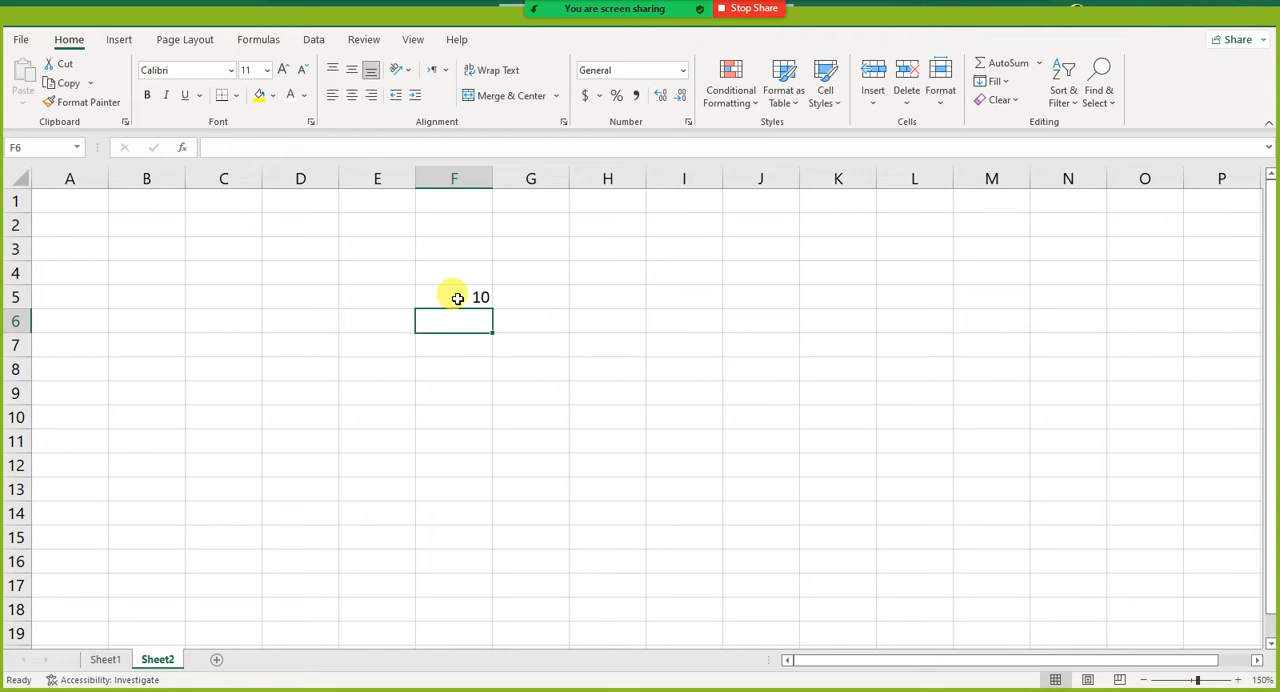 You are screen sharing Stop Share
File Home Insert Page Layout Formulas Data Review View Help Share
Paste Cut Copy Format Painter Clipboard
Calibri 11 A A B I U A Font
Wrap Text Merge & Center Alignment
General $ % Number
Conditional Formatting Format as Table Cell Styles Styles
Insert Delete Format Cells
AutoSum Fill Clear Sort & Filter Find & Select Editing
F6 fx
A B C D E F G H I J K L M N O P
1
2
3
4
5 10
6
7
8
9
10
11
12
13
14
15
16
17
18
19
Sheet1 Sheet2
Ready Accessibility: Investigate 150%